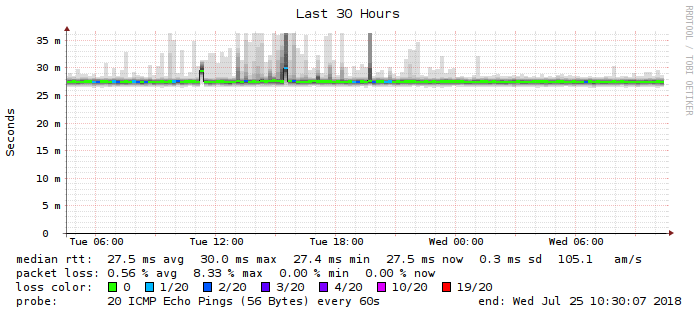 Last 30 Hours
RRDTOOL / TOBI OETIKER
Seconds
35 m
30 m
25 m
20 m
15 m
10 m
5 m
0
Tue 06:00 Tue 12:00 Tue 18:00 Wed 00:00 Wed 06:00
median rtt: 27.5 ms avg 30.0 ms max 27.4 ms min 27.5 ms now 0.3 ms sd 105.1 am/s
packet loss: 0.56 % avg 8.33 % max 0.00 % min 0.00 % now
loss color: 0 1/20 2/20 3/20 4/20 10/20 19/20
probe: 20 ICMP Echo Pings (56 Bytes) every 60s end: Wed Jul 25 10:30:07 2018